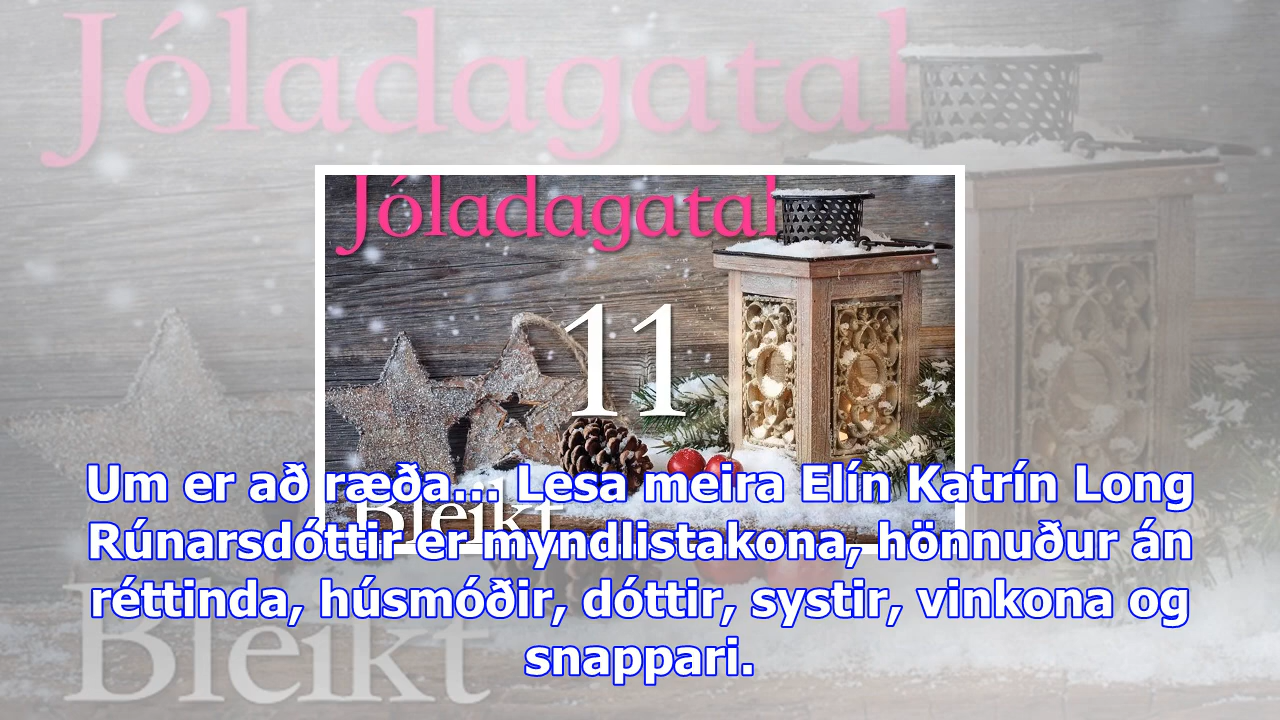 Jóladagatal
Jóladagatal
11
Bleikt
Um er að ræða... Lesa meira Elín Katrín Long
Rúnarsdóttir er myndlistakona, hönnuður án
réttinda, húsmóðir, dóttir, systir, vinkona og
snappari.
Bleikt